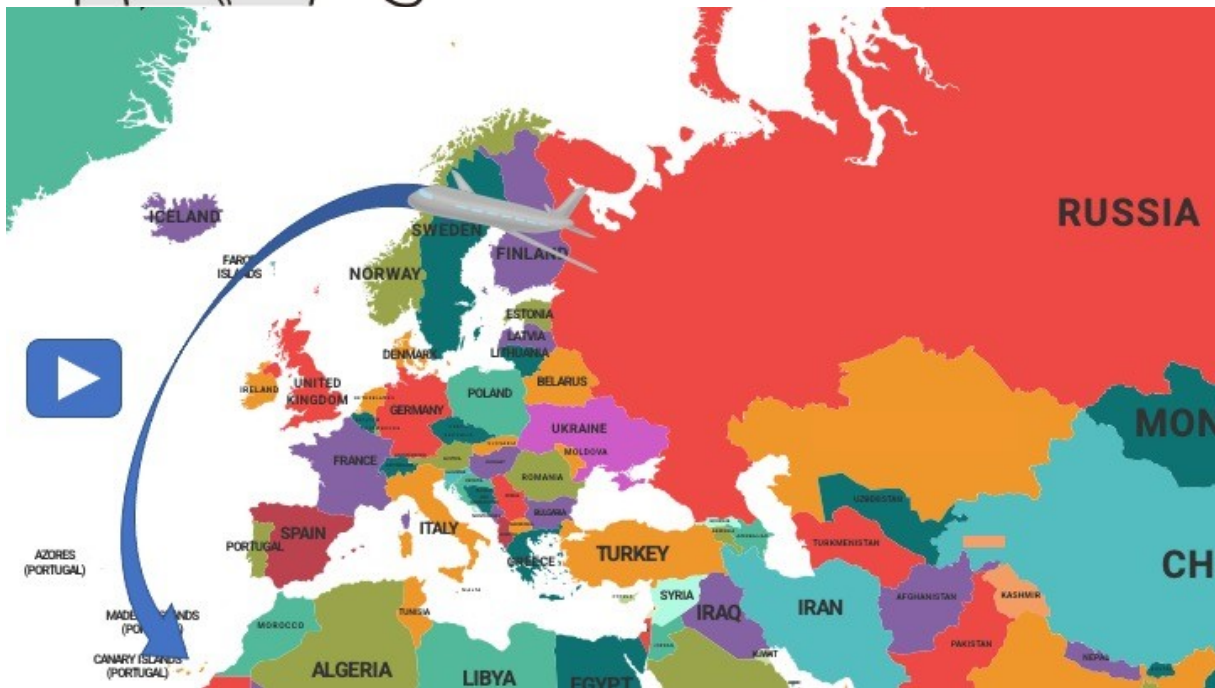 RUSSIA
ICELAND
SWEDEN
FINLAND
NORWAY
FAROE
ISLANDS
ESTONIA
LATVIA
LITHUANIA
DENMARK
BELARUS
IRELAND
UNITED
KINGDOM
POLAND
GERMANY
UKRAINE
MOLDOVA
FRANCE
ROMANIA
BULGARIA
SPAIN
PORTUGAL
ITALY
GREECE
TURKEY
UZBEKISTAN
TURKMENISTAN
MON
CH
AZORES
(PORTUGAL)
SYRIA
IRAQ
IRAN
AFGHANISTAN
KASHMIR
PAKISTAN
NEPAL
KUWAIT
MOROCCO
TUNISIA
ALGERIA
LIBYA
EGYPT
CANARY ISLANDS
(PORTUGAL)